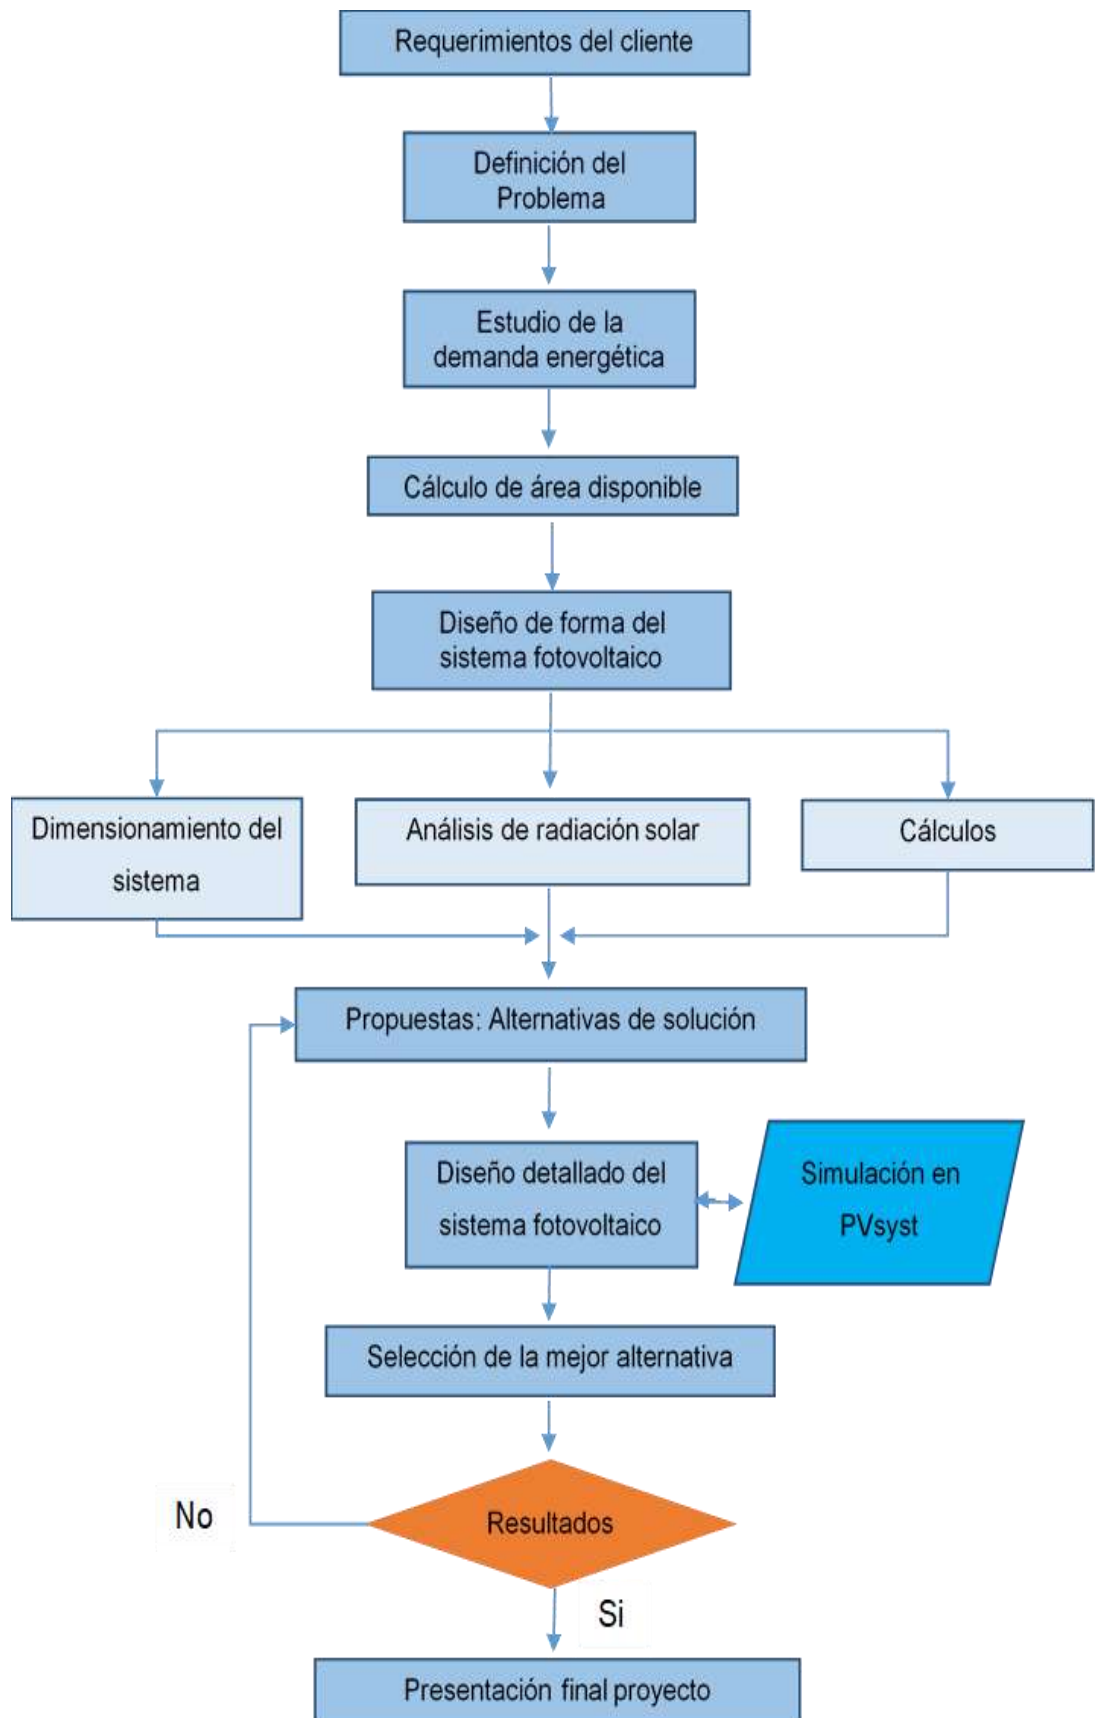 Requerimientos del cliente
Definición del
Problema
Estudio de la
demanda energética
Cálculo de área disponible
Diseño de forma del
sistema fotovoltaico
Dimensionamiento del
sistema
Análisis de radiación solar
Cálculos
Propuestas: Alternativas de solución
Diseño detallado del
sistema fotovoltaico
Simulación en
PVsyst
Selección de la mejor alternativa
No
Resultados
Si
Presentación final proyecto